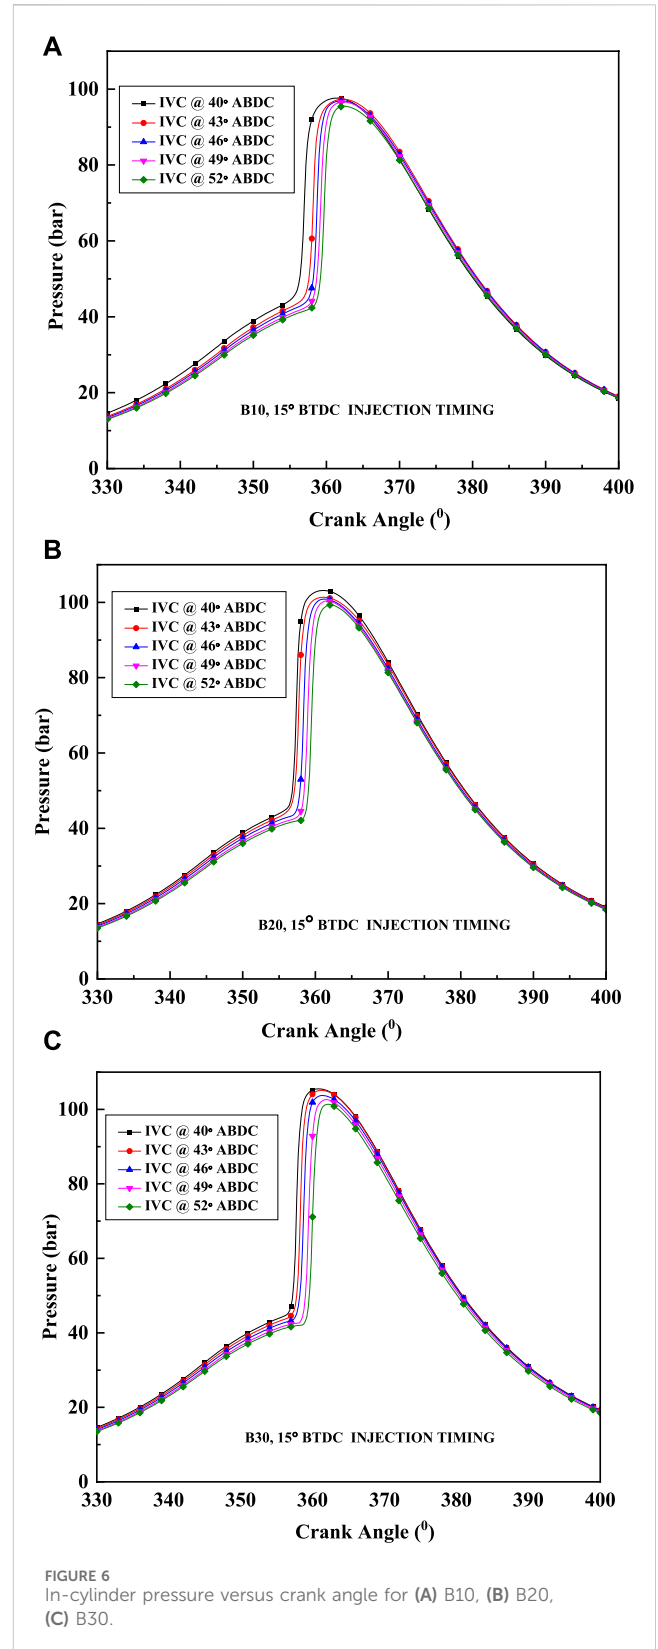 A
IVC @ 40° ABDC
IVC @ 43° ABDC
IVC @ 46° ABDC
IVC @ 49° ABDC
IVC @ 52° ABDC
100
80
60
40
20
0
Pressure (bar)
B10, 15° BTDC INJECTION TIMING
330 340 350 360 370 380 390 400
Crank Angle (⁰)
B
IVC @ 40° ABDC
IVC @ 43° ABDC
IVC @ 46° ABDC
IVC @ 49° ABDC
IVC @ 52° ABDC
100
80
60
40
20
0
Pressure (bar)
B20, 15° BTDC INJECTION TIMING
330 340 350 360 370 380 390 400
Crank Angle (⁰)
C
IVC @ 40° ABDC
IVC @ 43° ABDC
IVC @ 46° ABDC
IVC @ 49° ABDC
IVC @ 52° ABDC
100
80
60
40
20
0
Pressure (bar)
B30, 15° BTDC INJECTION TIMING
330 340 350 360 370 380 390 400
Crank Angle (⁰)
FIGURE 6
In-cylinder pressure versus crank angle for (A) B10, (B) B20,
(C) B30.